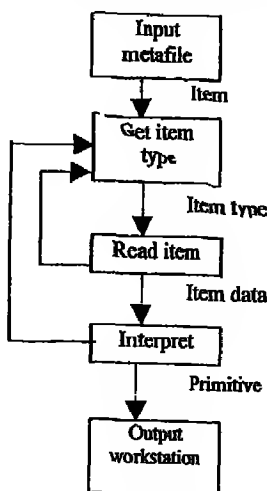 Input
metafile
Item
Get item
type
Item type
Read item
Item data
Interpret
Primitive
Output
workstation